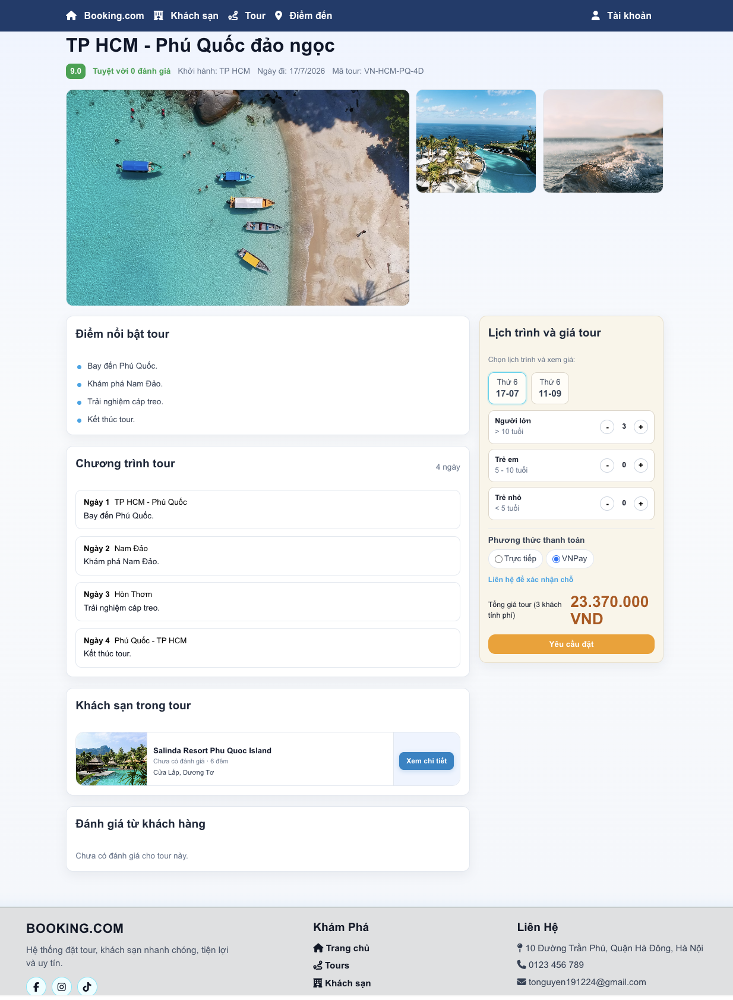 Booking.com Khách sạn Tour Điểm đến Tài khoản
TP HCM - Phú Quốc đảo ngọc
9.0 Tuyệt vời 0 đánh giá Khởi hành: TP HCM Ngày đi: 17/7/2026 Mã tour: VN-HCM-PQ-4D
Điểm nổi bật tour
Bay đến Phú Quốc.
Khám phá Nam Đảo.
Trải nghiệm cáp treo.
Kết thúc tour.
Chương trình tour
4 ngày
Ngày 1 TP HCM - Phú Quốc
Bay đến Phú Quốc.
Ngày 2 Nam Đảo
Khám phá Nam Đảo.
Ngày 3 Hòn Thơm
Trải nghiệm cáp treo.
Ngày 4 Phú Quốc - TP HCM
Kết thúc tour.
Khách sạn trong tour
Salinda Resort Phu Quoc Island
Chưa có đánh giá · 6 đêm
Cửa Lấp, Dương Tơ
Xem chi tiết
Đánh giá từ khách hàng
Chưa có đánh giá cho tour này.
Lịch trình và giá tour
Chọn lịch trình và xem giá:
Thứ 6 Thứ 6
17-07 11-09
Người lớn
> 10 tuổi
- 3 +
Trẻ em
5 - 10 tuổi
- 0 +
Trẻ nhỏ
< 5 tuổi
- 0 +
Phương thức thanh toán
Trực tiếp VNPay
Liên hệ để xác nhận chỗ
Tổng giá tour (3 khách
tính phí)
23.370.000
VND
Yêu cầu đặt
BOOKING.COM
Hệ thống đặt tour, khách sạn nhanh chóng, tiện lợi
và uy tín.
Khám Phá
Trang chủ
Tours
Khách sạn
Liên Hệ
10 Đường Trần Phú, Quận Hà Đông, Hà Nội
0123 456 789
tonguyen191224@gmail.com